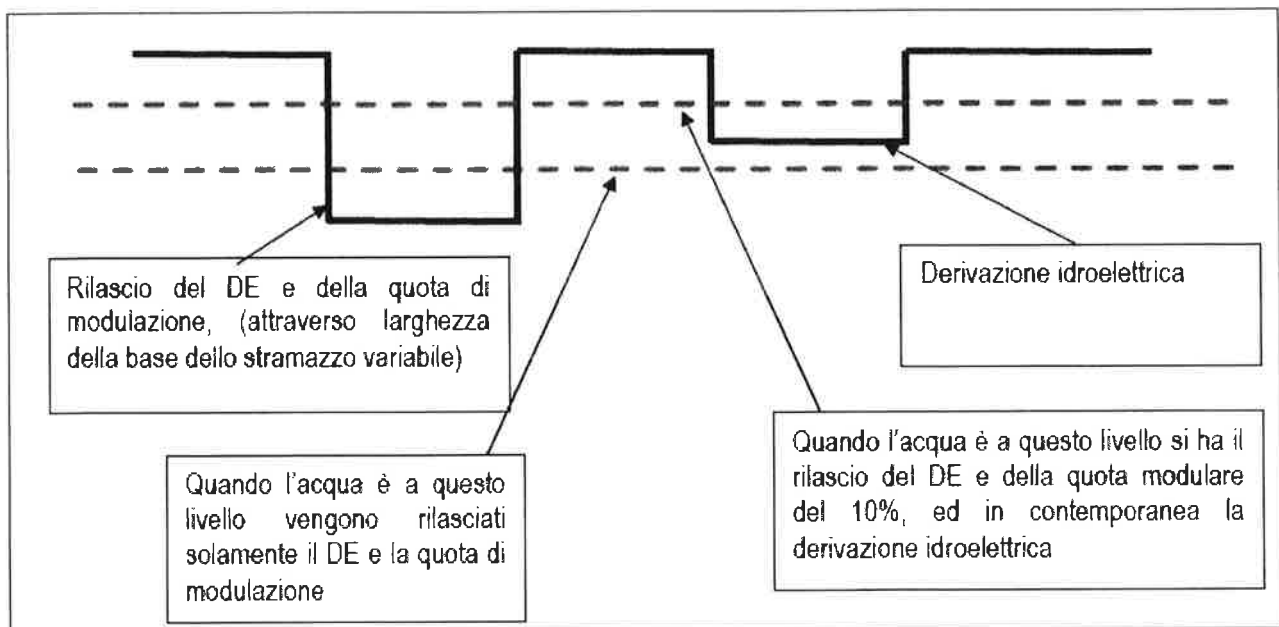 Rilascio del DE e della quota di
modulazione, (attraverso larghezza
della base dello stramazzo variabile)
Derivazione idroelettrica
Quando l'acqua è a questo
livello vengono rilasciati
solamente il DE e la quota di
modulazione
Quando l'acqua è a questo livello si ha il
rilascio del DE e della quota modulare
del 10%, ed in contemporanea la
derivazione idroelettrica